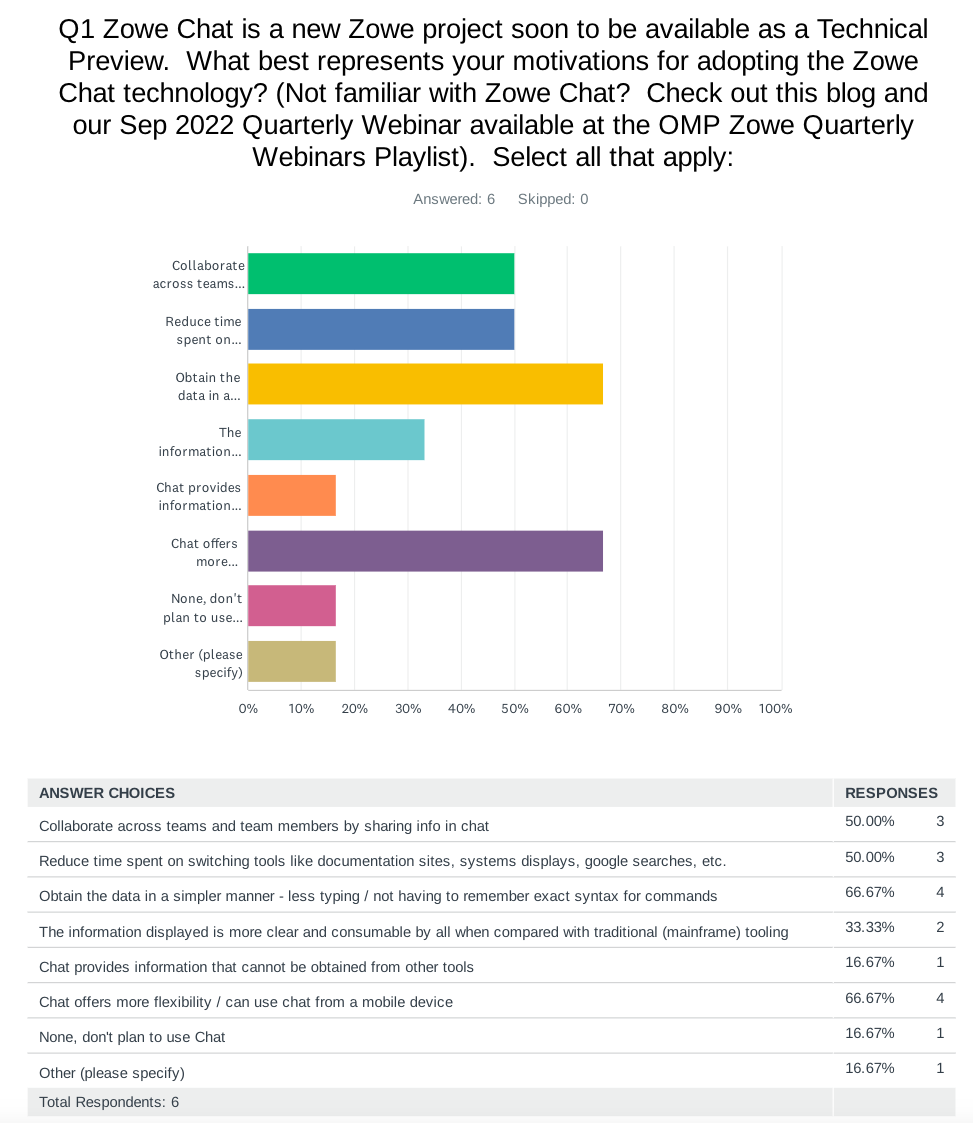 Q1 Zowe Chat is a new Zowe project soon to be available as a Technical
Preview.  What best represents your motivations for adopting the Zowe
Chat technology? (Not familiar with Zowe Chat?  Check out this blog and
our Sep 2022 Quarterly Webinar available at the OMP Zowe Quarterly
Webinars Playlist).  Select all that apply:
Answered: 6 Skipped: 0
Collaborate
across teams...
Reduce time
spent on...
Obtain the
data in a...
The
information...
Chat provides
information...
Chat offers
more...
None, don't
plan to use...
Other (please
specify)
0% 10% 20% 30% 40% 50% 60% 70% 80% 90% 100%
ANSWER CHOICES RESPONSES
Collaborate across teams and team members by sharing info in chat 50.00% 3
Reduce time spent on switching tools like documentation sites, systems displays, google searches, etc. 50.00% 3
Obtain the data in a simpler manner - less typing / not having to remember exact syntax for commands 66.67% 4
The information displayed is more clear and consumable by all when compared with traditional (mainframe) tooling 33.33% 2
Chat provides information that cannot be obtained from other tools 16.67% 1
Chat offers more flexibility / can use chat from a mobile device 66.67% 4
None, don't plan to use Chat 16.67% 1
Other (please specify) 16.67% 1
Total Respondents: 6